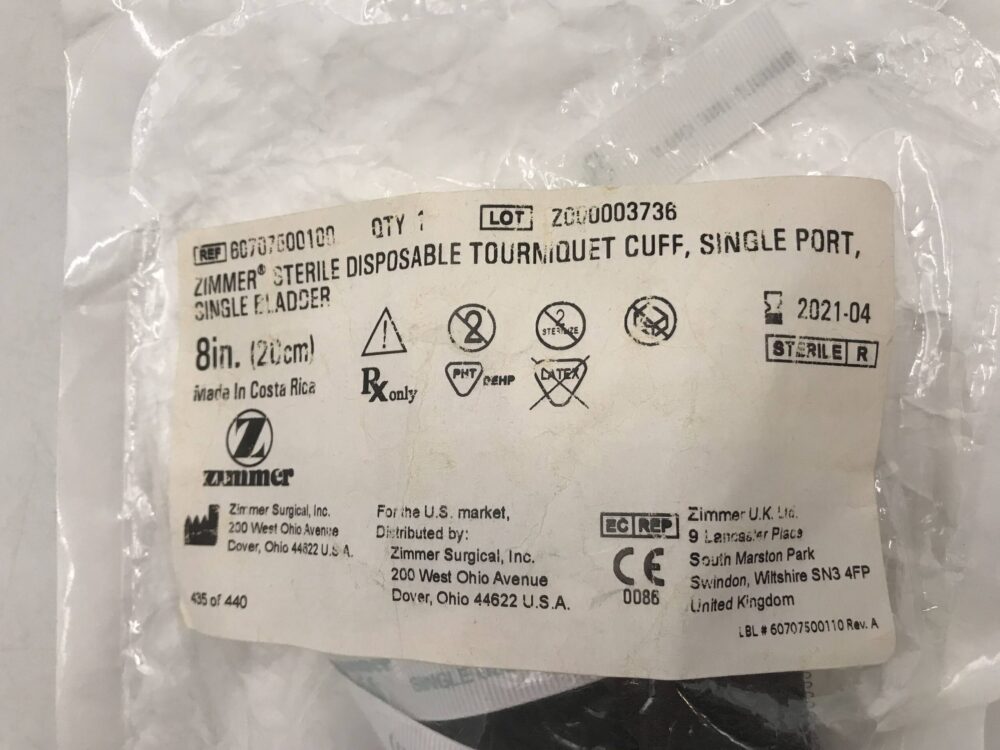 REF 60707500100 QTY 1 LOT Z000003736
ZIMMER® STERILE DISPOSABLE TOURNIQUET CUFF, SINGLE PORT,
SINGLE BLADDER
8in. (20cm)
Made In Costa Rica
2
2
STERILIZE
2021-04
STERILE R
Rx only
PHT
DEHP
LATEX
Z
zimmer
Zimmer Surgical, Inc.
200 West Ohio Avenue
Dover, Ohio 44622 U.S.A.
435 of 440
For the U.S. market,
Distributed by:
Zimmer Surgical, Inc.
200 West Ohio Avenue
Dover, Ohio 44622 U.S.A.
EC REP
CE
0086
Zimmer U.K. Ltd.
9 Lancaster Place
South Marston Park
Swindon, Wiltshire SN3 4FP
United Kingdom
LBL # 60707500110 Rev. A
SINGLE